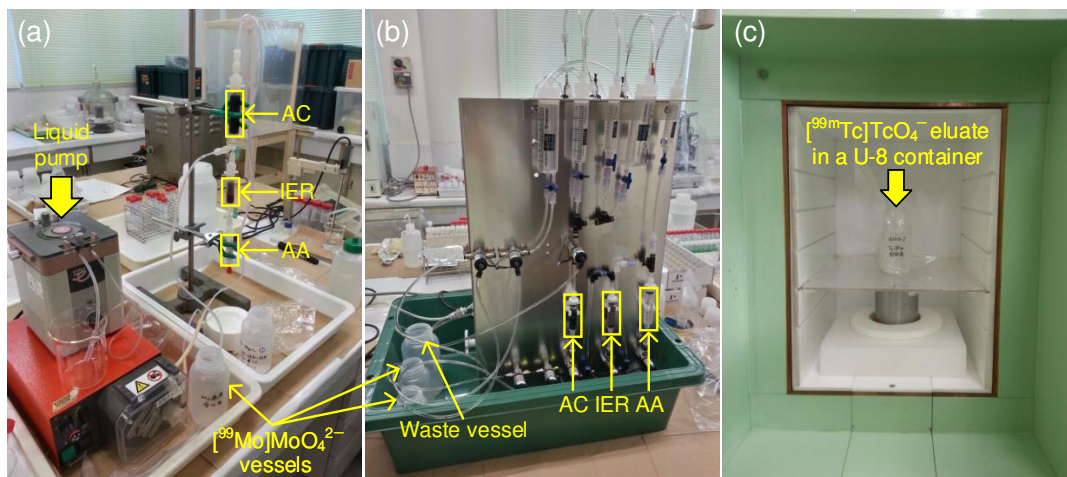 (a)
AC
Liquid
pump
IER
AA
[⁹⁹Mo]MoO₄²⁻
vessels
(b)
AC IER AA
Waste vessel
(c)
[⁹⁹ᵐTc]TcO₄⁻ eluate
in a U-8 container